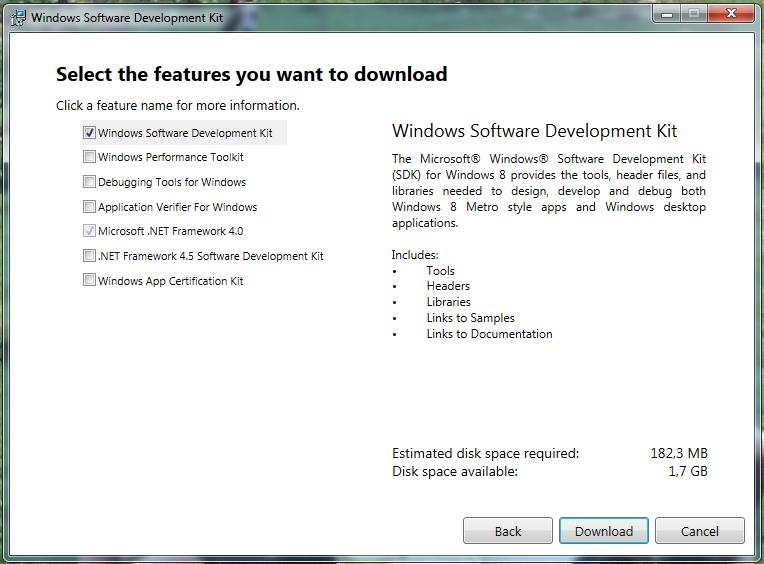 Windows Software Development Kit
Select the features you want to download
Click a feature name for more information.
Windows Software Development Kit
Windows Performance Toolkit
Debugging Tools for Windows
Application Verifier For Windows
Microsoft .NET Framework 4.0
.NET Framework 4.5 Software Development Kit
Windows App Certification Kit
Windows Software Development Kit
The Microsoft® Windows® Software Development Kit
(SDK) for Windows 8 provides the tools, header files, and
libraries needed to design, develop and debug both
Windows 8 Metro style apps and Windows desktop
applications.
Includes:
• Tools
• Headers
• Libraries
• Links to Samples
• Links to Documentation
Estimated disk space required: 182,3 MB
Disk space available: 1,7 GB
Back Download Cancel